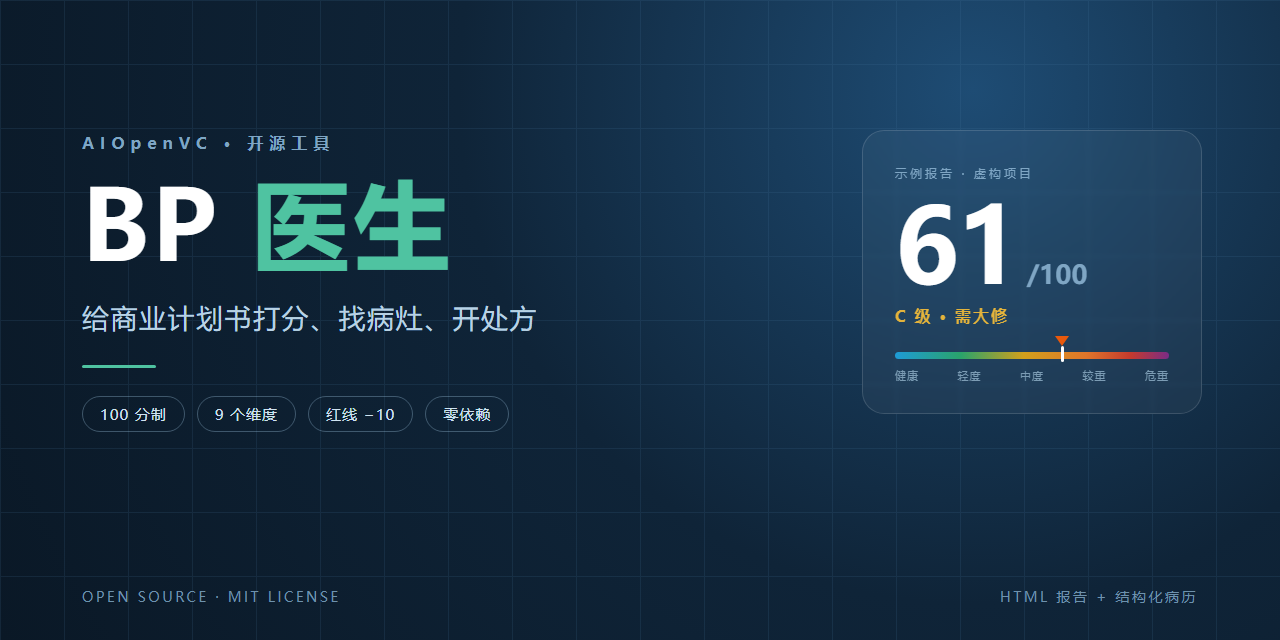 AIOpenVC • 开源工具
BP 医生
给商业计划书打分、找病灶、开处方
100 分制
9 个维度
红线 −10
零依赖
示例报告 · 虚构项目
61 /100
C 级 • 需大修
健康 轻度 中度 较重 危重
OPEN SOURCE · MIT LICENSE
HTML 报告 + 结构化病历